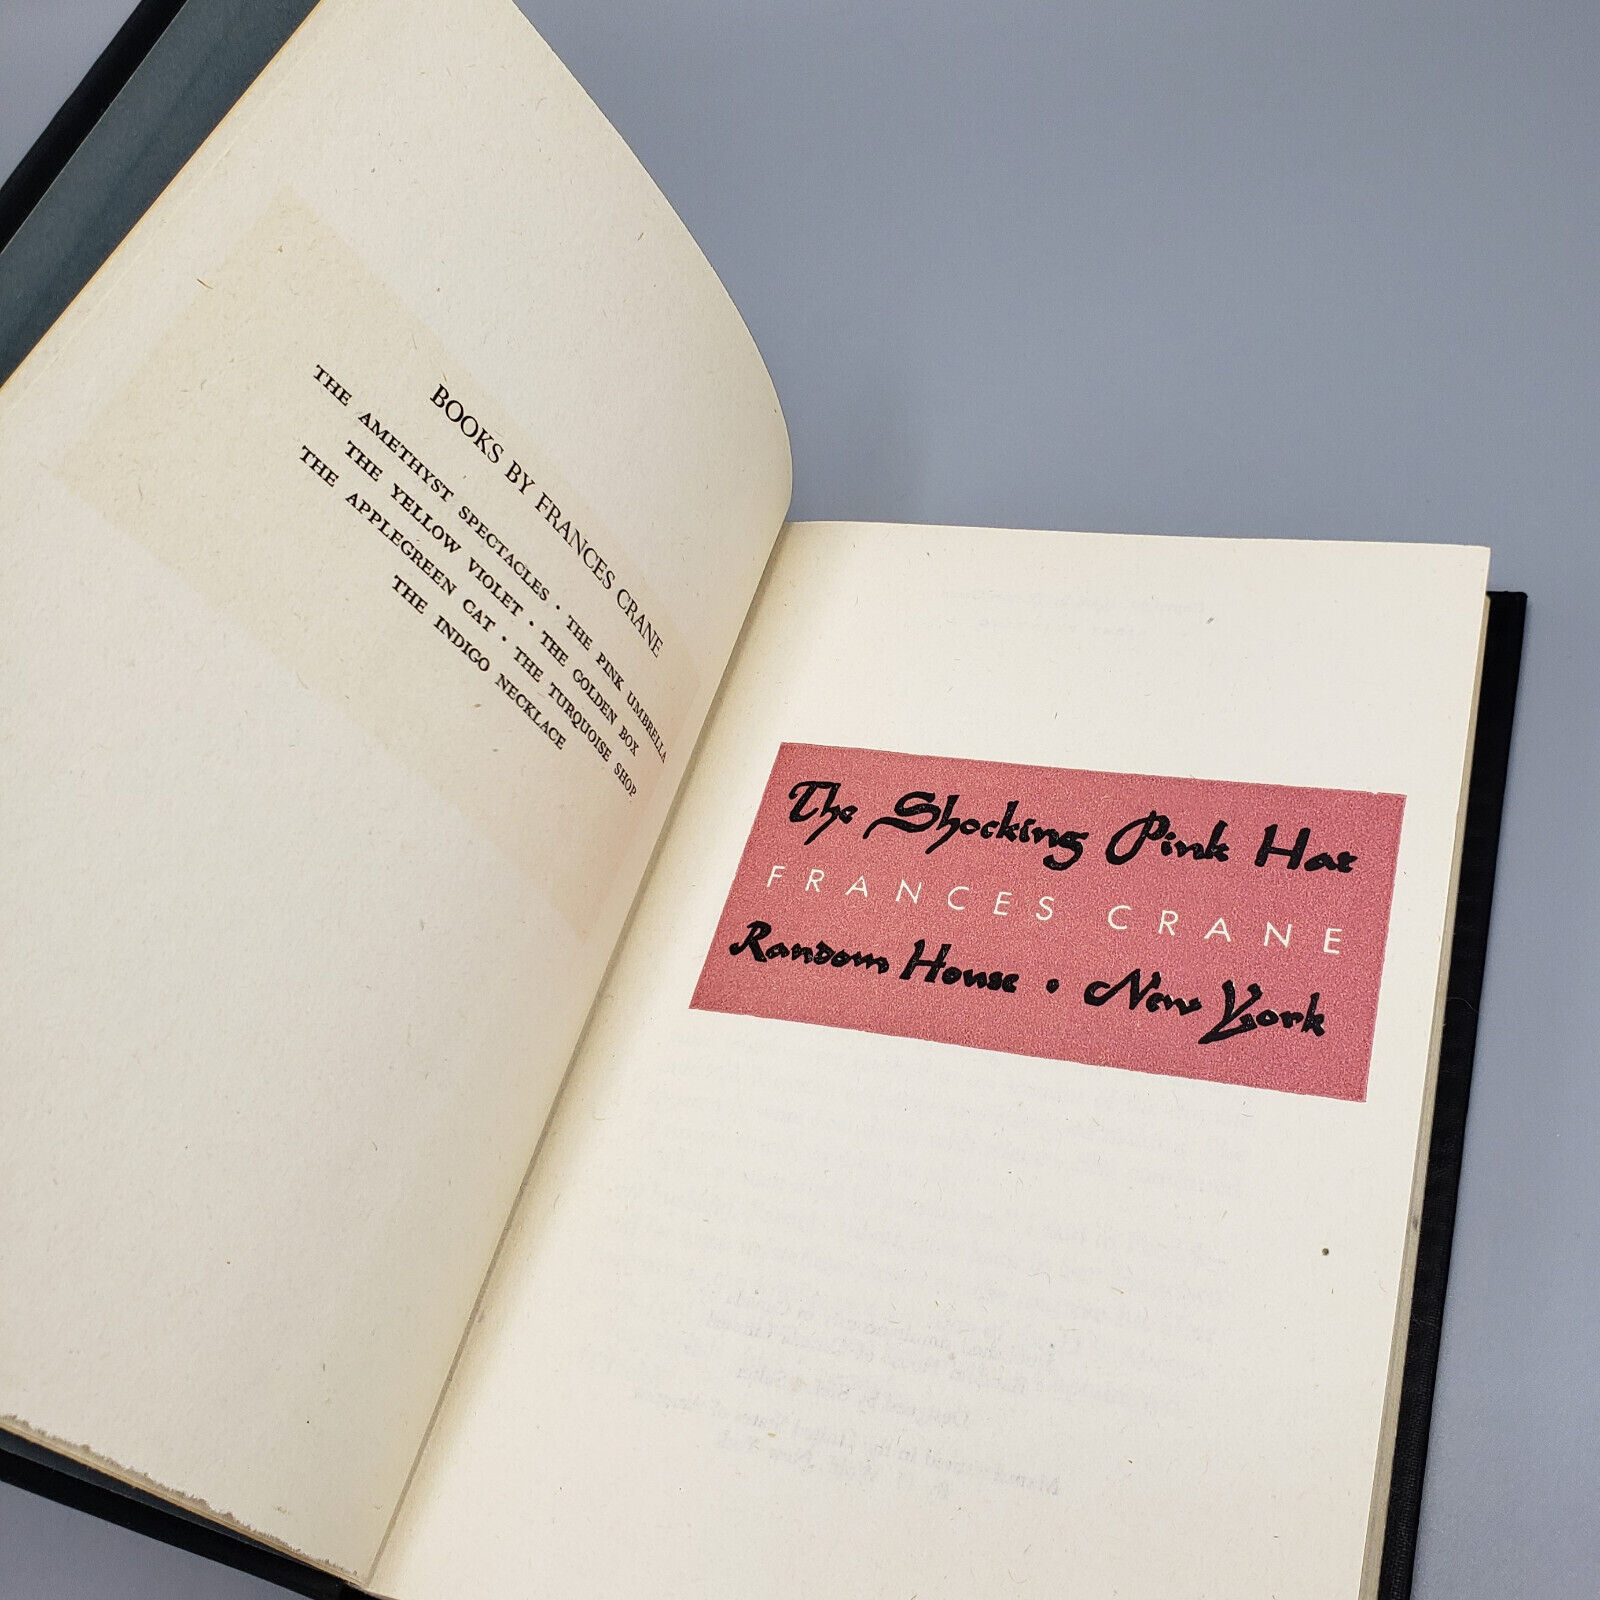 BOOKS BY FRANCES CRANE
THE AMETHYST SPECTACLES · THE PINK UMBRELLA
THE YELLOW VIOLET · THE GOLDEN BOX
THE APPLEGREEN CAT · THE TURQUOISE SHOP
THE INDIGO NECKLACE
The Shocking Pink Hat
FRANCES CRANE
Random House · New York